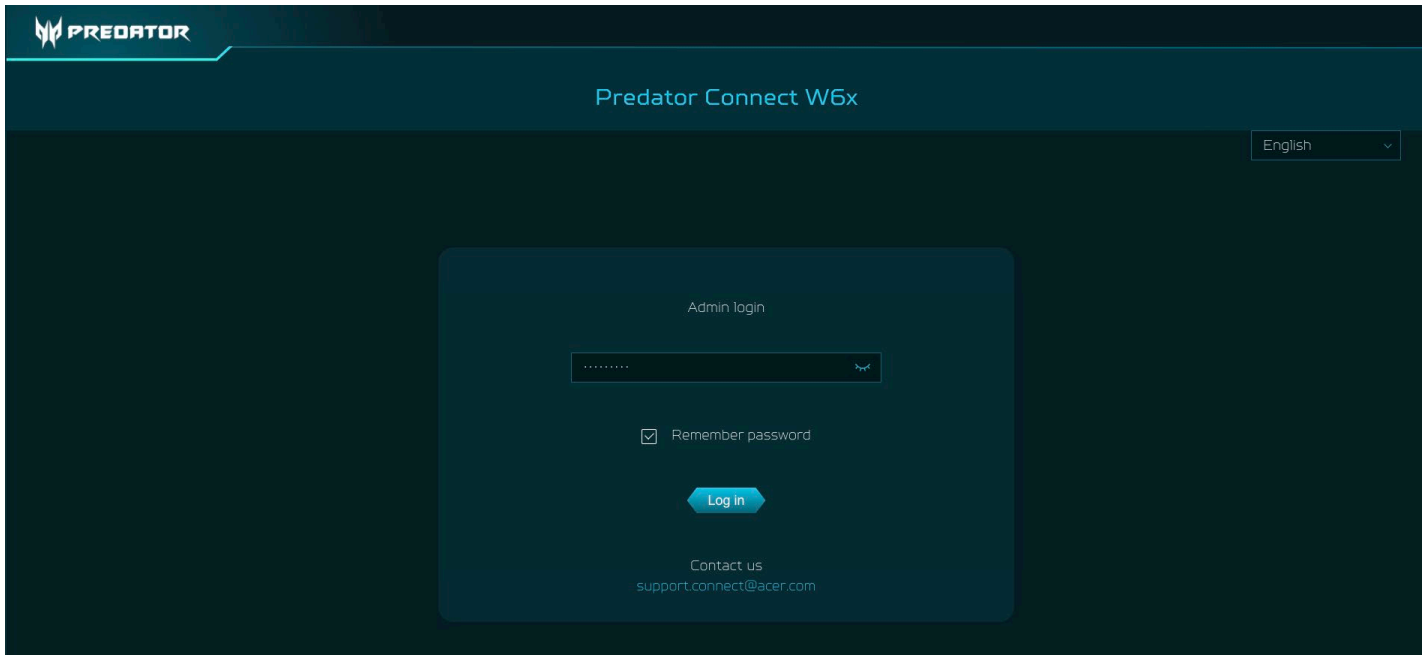 PREDATOR
Predator Connect W6x
English
Admin login
·········
Remember password
Log in
Contact us
support.connect@acer.com